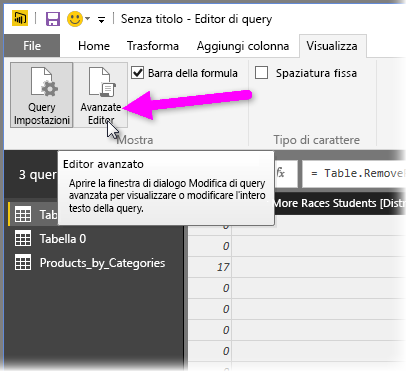 Senza titolo - Editor di query
File Home Trasforma Aggiungi colonna Visualizza
Query
Impostazioni
Avanzate
Editor
Barra della formula
Spaziatura fissa
Mostra
Tipo di carattere
Editor avanzato
Aprire la finestra di dialogo Modifica di query
avanzata per visualizzare o modificare l'intero
testo della query.
3 quer
fx = Table.Remove
More Races Students [Distr
Tab
Tabella 0
Products_by_Categories
0
0
17
0
0
0
0
0